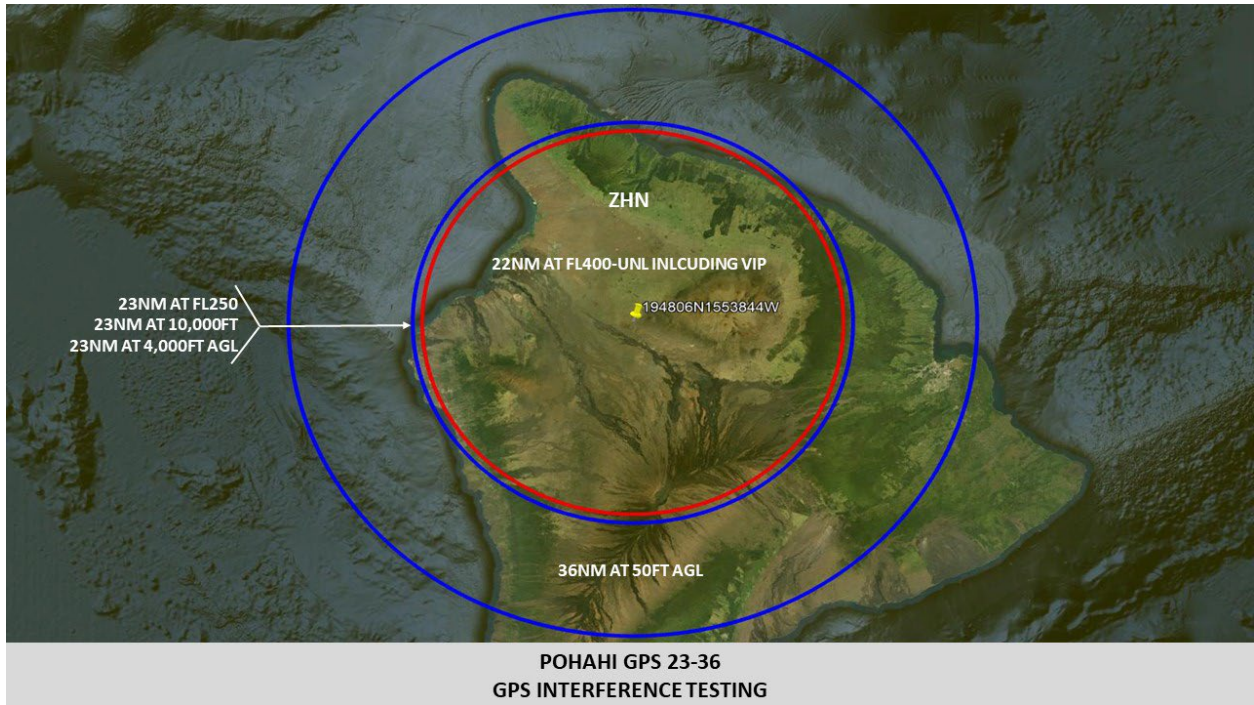 ZHN
22NM AT FL400-UNL INLCUDING VIP
194806N1553844W
23NM AT FL250
23NM AT 10,000FT
23NM AT 4,000FT AGL
36NM AT 50FT AGL
POHAHI GPS 23-36
GPS INTERFERENCE TESTING